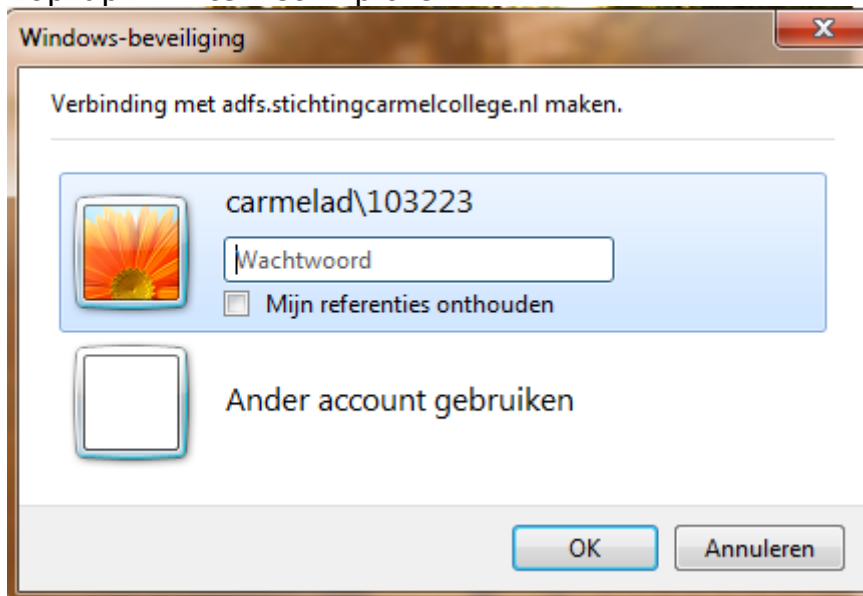 Windows-beveiliging
Verbinding met adfs.stichtingcarmelcollege.nl maken.
carmelad\103223
Wachtwoord
Mijn referenties onthouden
Ander account gebruiken
OK
Annuleren